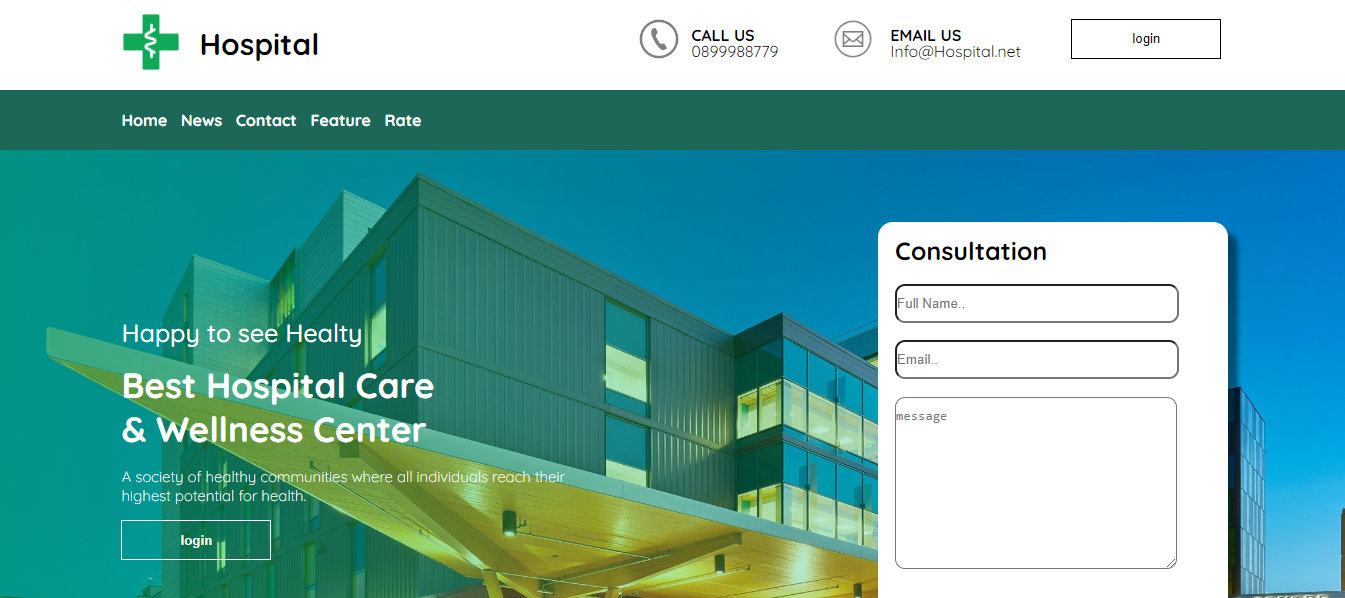 Hospital
CALL US
0899988779
EMAIL US
Info@Hospital.net
login
Home News Contact Feature Rate
Happy to see Healty
Best Hospital Care
& Wellness Center
A society of healthy communities where all individuals reach their
highest potential for health.
login
Consultation
Full Name..
Email..
message